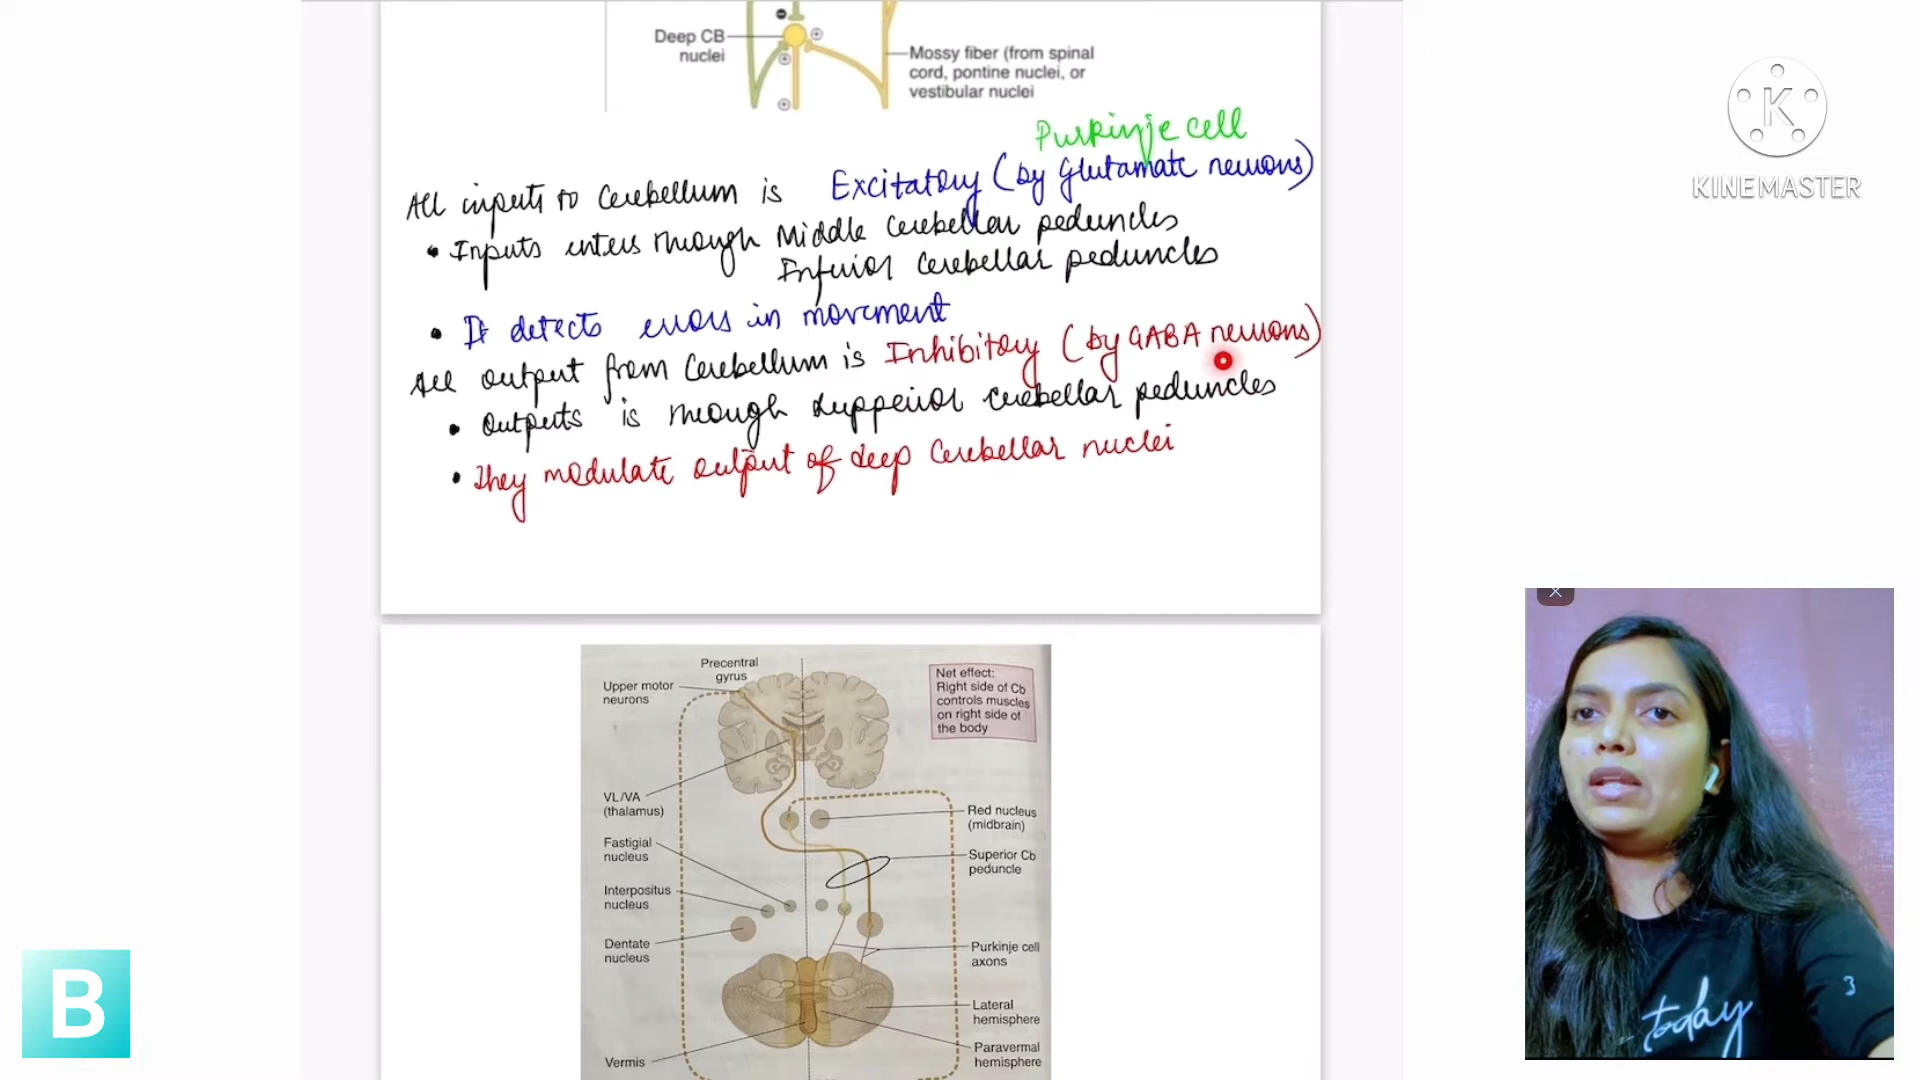 Deep CB
nuclei
Mossy fiber (from spinal
cord, pontine nuclei, or
vestibular nuclei
Purkinje cell
All inputs to Cerebellum is Excitatory (by Glutamate neurons)
• Inputs enters through Middle Cerebellar peduncles
Inferior Cerebellar peduncles
• It detects errors in movement
All output from Cerebellum is Inhibitory (by GABA neurons)
• Outputs is through Supperior Cerebellar peduncles
• They modulate output of deep Cerebellar nuclei
KINEMASTER
K
Precentral
gyrus
Upper motor
neurons
Net effect:
Right side of Cb
controls muscles
on right side of
the body
VL/VA
(thalamus)
Red nucleus
(midbrain)
Fastigial
nucleus
Superior Cb
peduncle
Interpositus
nucleus
Dentate
nucleus
Purkinje cell
axons
Lateral
hemisphere
Paravermal
hemisphere
Vermis
B
today
3